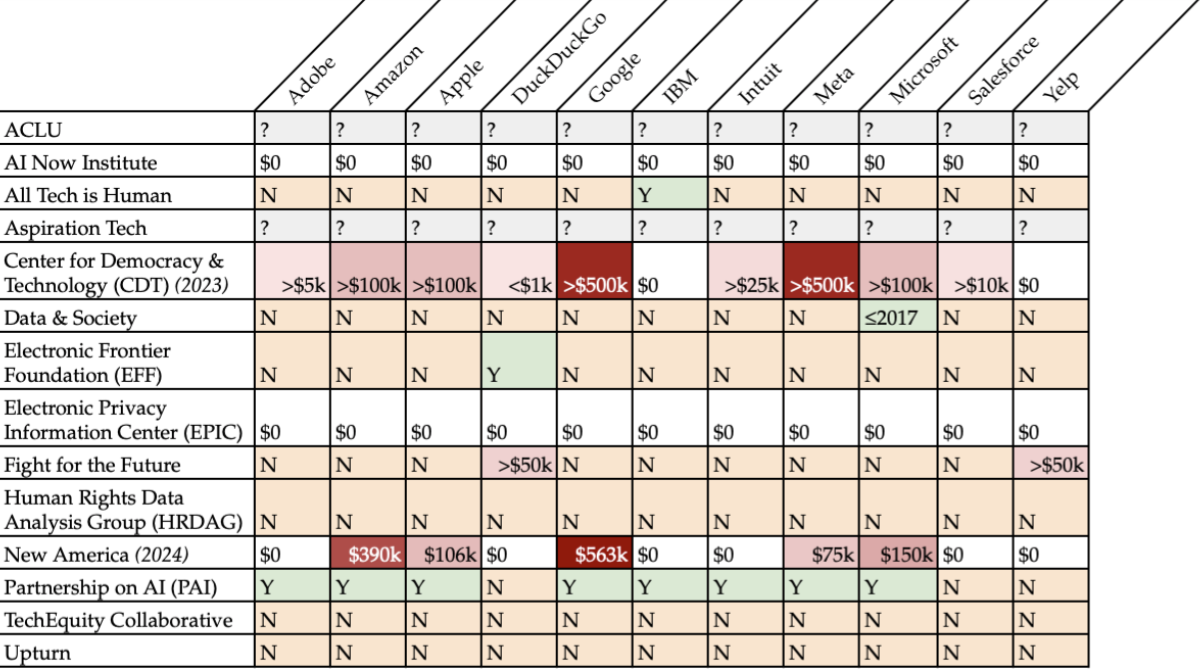 Adobe Amazon Apple DuckDuckGo Google IBM Intuit Meta Microsoft Salesforce Yelp
ACLU ? ? ? ? ? ? ? ? ? ? ?
AI Now Institute $0 $0 $0 $0 $0 $0 $0 $0 $0 $0 $0
All Tech is Human N N N N N Y N N N N N
Aspiration Tech ? ? ? ? ? ? ? ? ? ? ?
Center for Democracy &
Technology (CDT) (2023) >$5k >$100k >$100k <$1k >$500k $0 >$25k >$500k >$100k >$10k $0
Data & Society N N N N N N N N ≤2017 N N
Electronic Frontier
Foundation (EFF) N N N Y N N N N N N N
Electronic Privacy
Information Center (EPIC) $0 $0 $0 $0 $0 $0 $0 $0 $0 $0 $0
Fight for the Future N N N >$50k N N N N N N >$50k
Human Rights Data
Analysis Group (HRDAG) N N N N N N N N N N N
New America (2024) $0 $390k $106k $0 $563k $0 $0 $75k $150k $0 $0
Partnership on AI (PAI) Y Y Y N Y Y Y Y Y N N
TechEquity Collaborative N N N N N N N N N N N
Upturn N N N N N N N N N N N